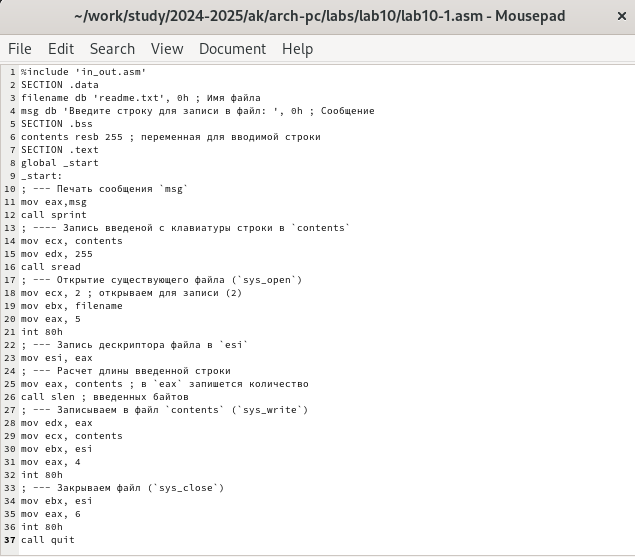 ~/work/study/2024-2025/ak/arch-pc/labs/lab10/lab10-1.asm - Mousepad
File Edit Search View Document Help
1 %include 'in_out.asm'
2 SECTION .data
3 filename db 'readme.txt', 0h ; Имя файла
4 msg db 'Введите строку для записи в файл: ', 0h ; Сообщение
5 SECTION .bss
6 contents resb 255 ; переменная для вводимой строки
7 SECTION .text
8 global _start
9 _start:
10 ; --- Печать сообщения `msg`
11 mov eax,msg
12 call sprint
13 ; ---- Запись введеной с клавиатуры строки в `contents`
14 mov ecx, contents
15 mov edx, 255
16 call sread
17 ; --- Открытие существующего файла (`sys_open`)
18 mov ecx, 2 ; открываем для записи (2)
19 mov ebx, filename
20 mov eax, 5
21 int 80h
22 ; --- Запись дескриптора файла в `esi`
23 mov esi, eax
24 ; --- Расчет длины введенной строки
25 mov eax, contents ; в `eax` запишется количество
26 call slen ; введенных байтов
27 ; --- Записываем в файл `contents` (`sys_write`)
28 mov edx, eax
29 mov ecx, contents
30 mov ebx, esi
31 mov eax, 4
32 int 80h
33 ; --- Закрываем файл (`sys_close`)
34 mov ebx, esi
35 mov eax, 6
36 int 80h
37 call quit